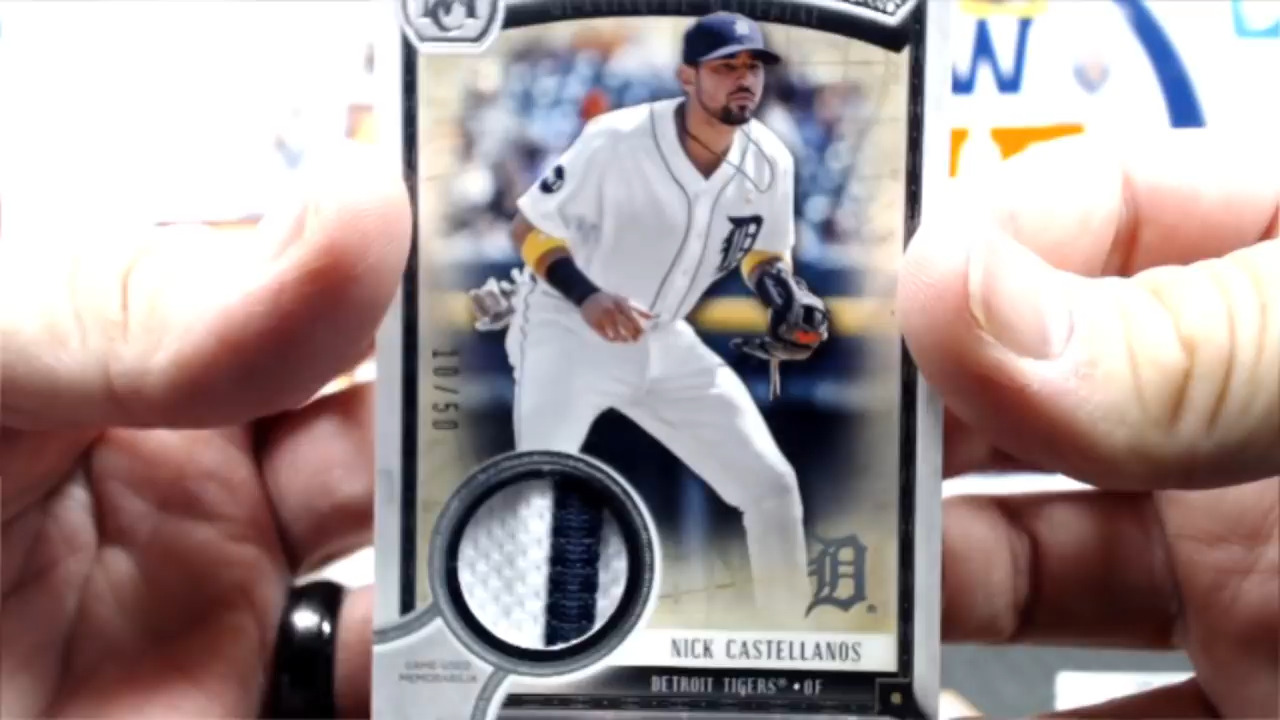 W
10/50
NICK CASTELLANOS
DETROIT TIGERS® • OF
GAME-USED
MEMORABILIA